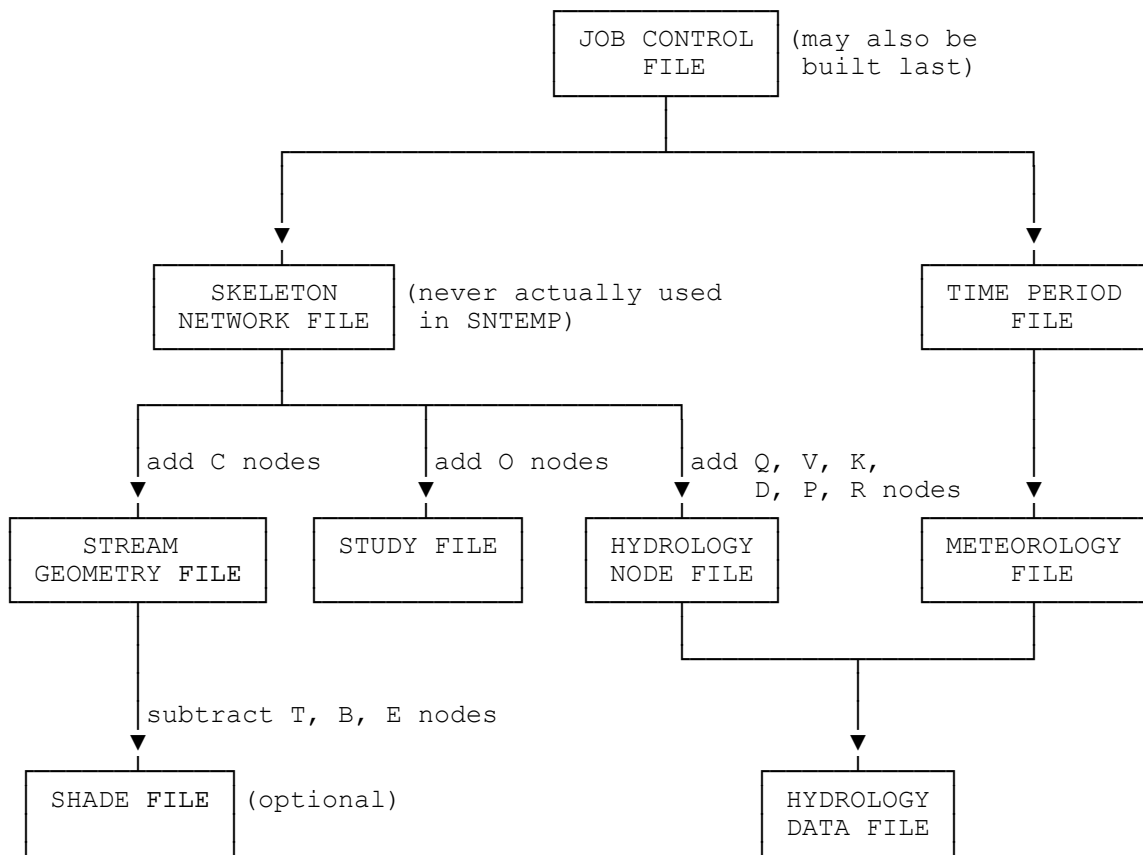 JOB CONTROL
FILE
(may also be
built last)
SKELETON
NETWORK FILE
(never actually used
in SNTEMP)
TIME PERIOD
FILE
add C nodes
add O nodes
add Q, V, K,
D, P, R nodes
STREAM
GEOMETRY FILE
STUDY FILE
HYDROLOGY
NODE FILE
METEOROLOGY
FILE
subtract T, B, E nodes
SHADE FILE
(optional)
HYDROLOGY
DATA FILE